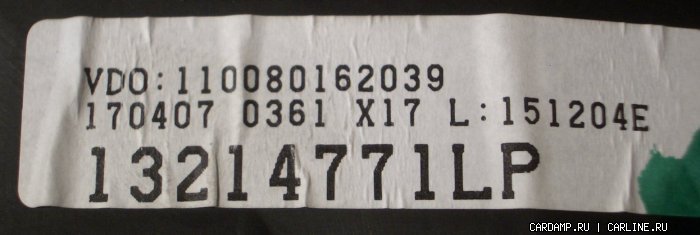 VDO:110080162039
170407 0361 X17 L:151204E
13214771LP
CARDAMP.RU | CARLINE.RU